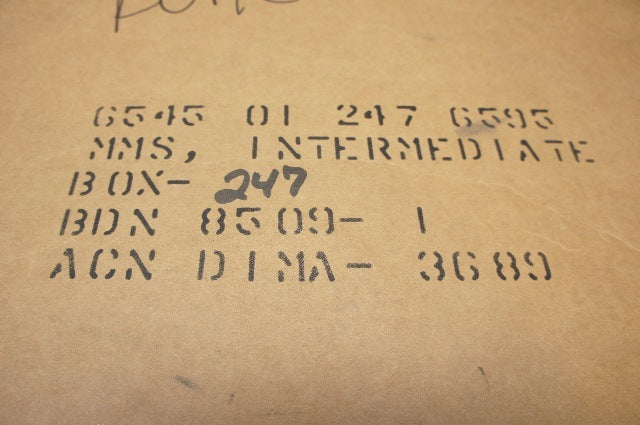 6545 01 247 6595
MMS, INTERMEDIATE
BOX- 247
BDN 8509- 1
ACN DIMA- 3689